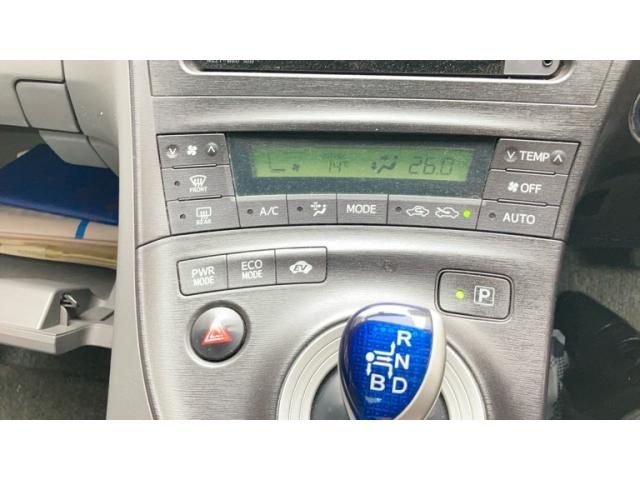 14°
26.0
TEMP
FRONT
OFF
REAR
A/C
MODE
AUTO
PWR
MODE
ECO
MODE
EV
P
R
N
B
D